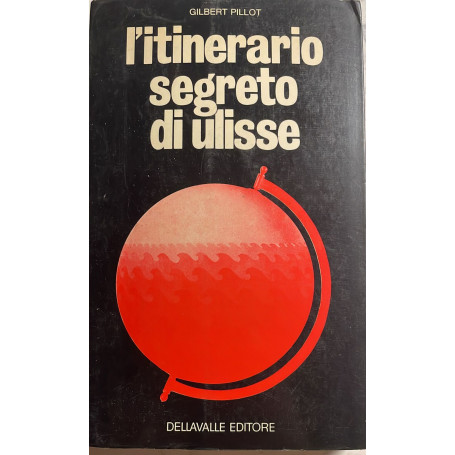 GILBERT PILLOT
l'itinerario
segreto
di ulisse
DELLAVALLE EDITORE